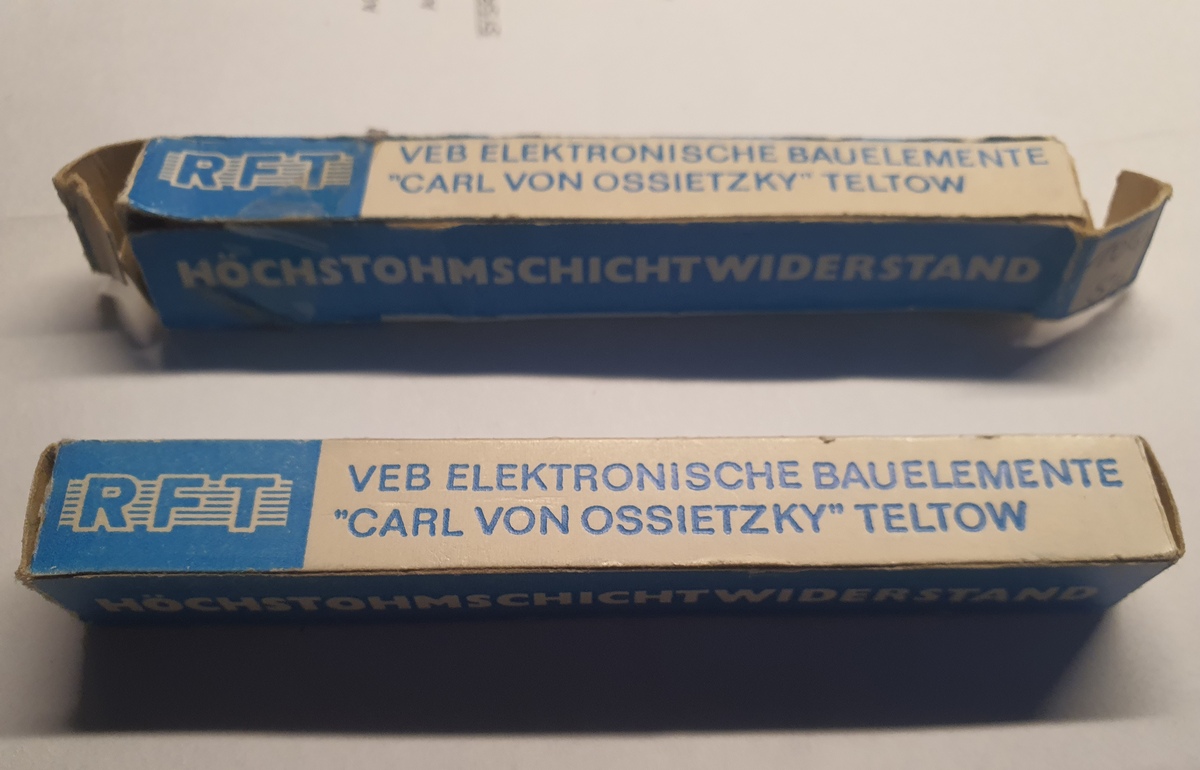 RFT
VEB ELEKTRONISCHE BAUELEMENTE
"CARL VON OSSIETZKY" TELTOW
HÖCHSTOHMSCHICHTWIDERSTAND
RFT
VEB ELEKTRONISCHE BAUELEMENTE
"CARL VON OSSIETZKY" TELTOW
HÖCHSTOHMSCHICHTWIDERSTAND